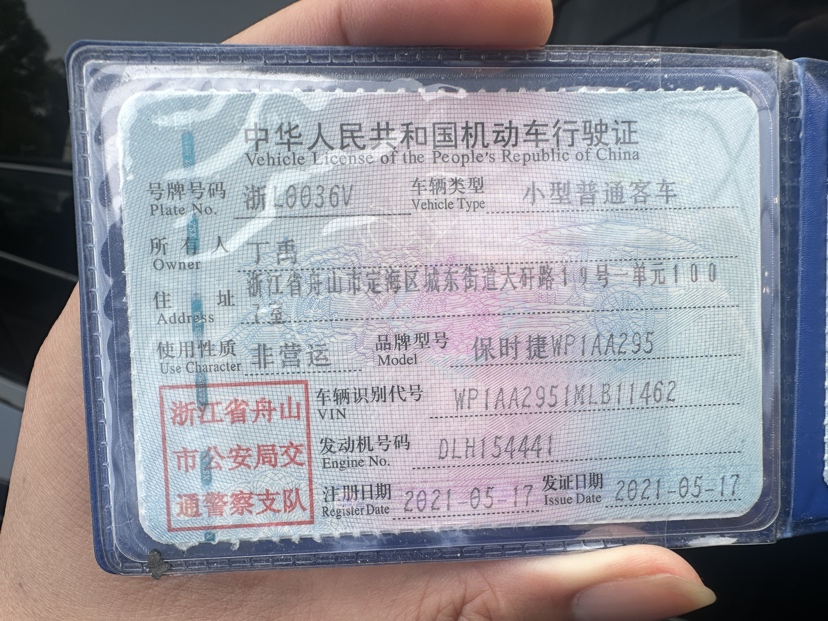 中华人民共和国机动车行驶证
Vehicle License of the People's Republic of China
号牌号码 浙L0036V 车辆类型 小型普通客车
Plate No. Vehicle Type
所有人 丁禹
Owner
住址 浙江省舟山市定海区城东街道大矸路19号一单元100
Address 1室
使用性质 非营运 品牌型号 保时捷WP1AA295
Use Character Model
浙江省舟山 车辆识别代号 WP1AA2951MLB11462
VIN
市公安局交 发动机号码 DLH154441
Engine No.
通警察支队 注册日期 2021-05-17 发证日期 2021-05-17
Register Date Issue Date